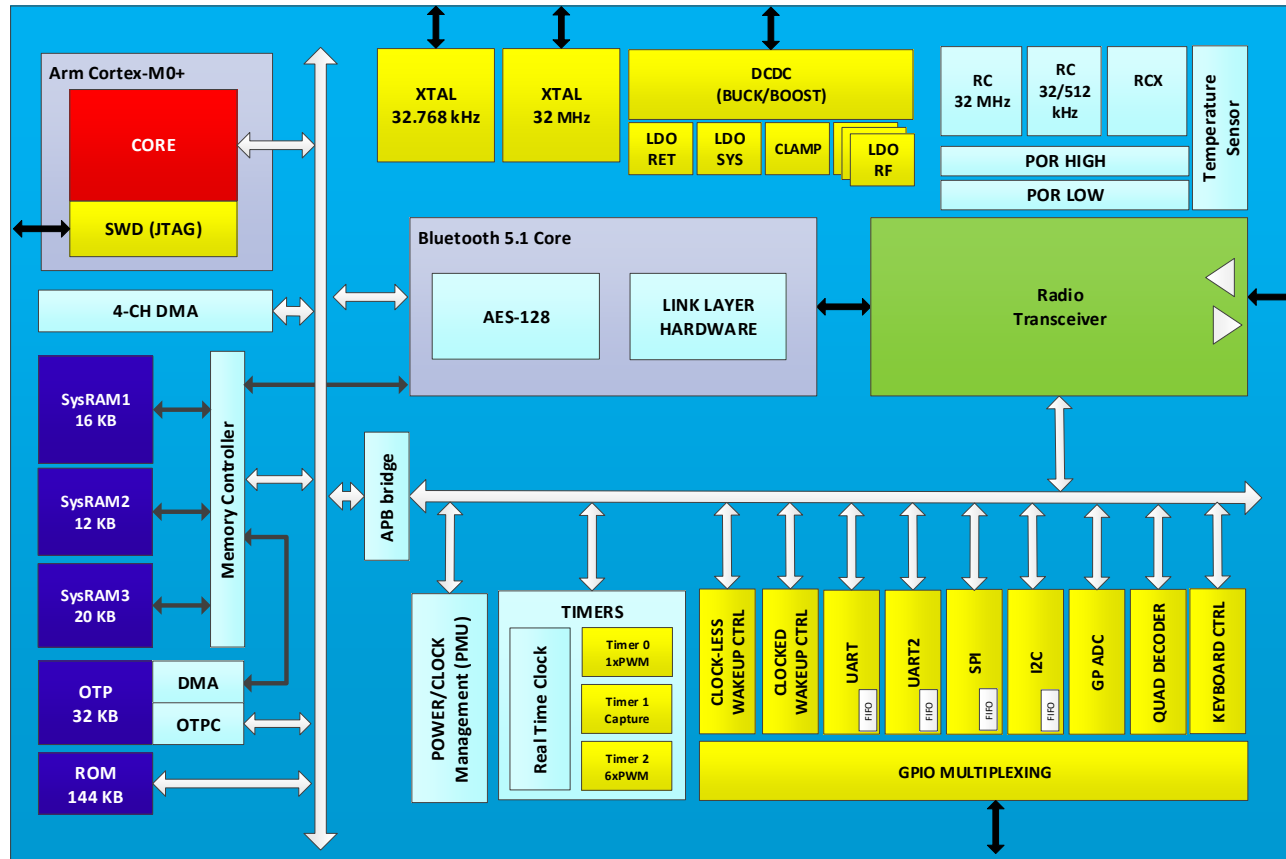 Arm Cortex-M0+
CORE
SWD (JTAG)
4-CH DMA
SysRAM1
16 KB
SysRAM2
12 KB
SysRAM3
20 KB
Memory Controller
OTP
32 KB
DMA
OTPC
ROM
144 KB
XTAL
32.768 kHz
XTAL
32 MHz
DCDC
(BUCK/BOOST)
LDO
RET
LDO
SYS
CLAMP
LDO
RF
RC
32 MHz
RC
32/512
kHz
RCX
POR HIGH
POR LOW
Temperature
Sensor
Bluetooth 5.1 Core
AES-128
LINK LAYER
HARDWARE
Radio
Transceiver
APB bridge
POWER/CLOCK
Management (PMU)
TIMERS
Real Time Clock
Timer 0
1xPWM
Timer 1
Capture
Timer 2
6xPWM
CLOCK-LESS
WAKEUP CTRL
CLOCKED
WAKEUP CTRL
UART
FIFO
UART2
FIFO
SPI
FIFO
I2C
FIFO
GP ADC
QUAD DECODER
KEYBOARD CTRL
GPIO MULTIPLEXING